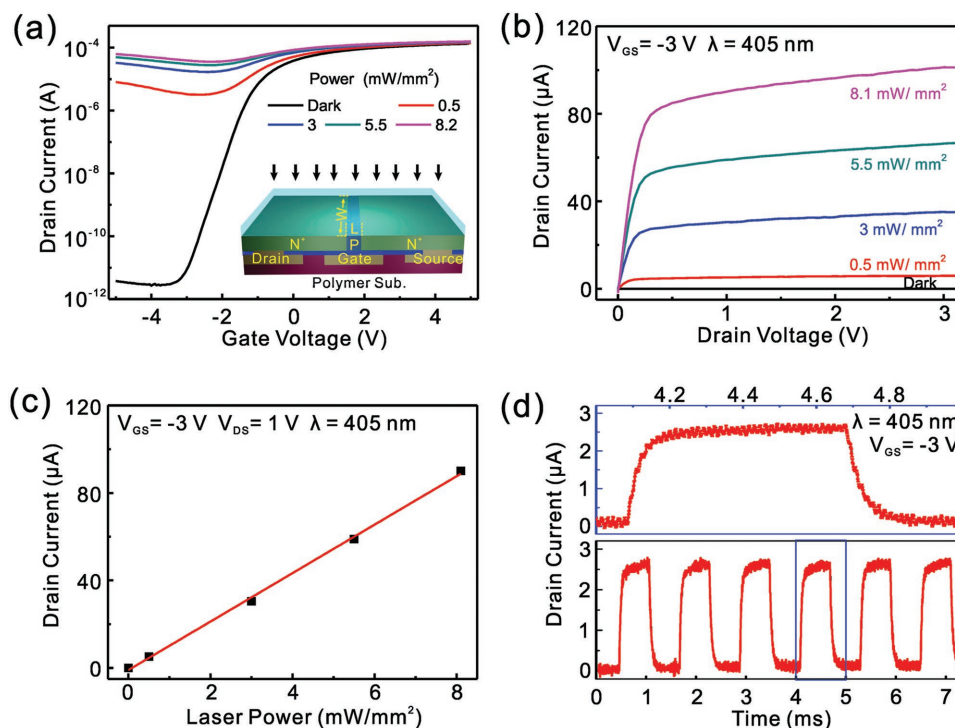 (a)
10⁻⁴
10⁻⁶
10⁻⁸
10⁻¹⁰
10⁻¹²
Drain Current (A)
Power (mW/mm²)
Dark 0.5
3 5.5 8.2
W
L
N⁺ P N⁺
Drain Gate Source
Polymer Sub.
-4 -2 0 2 4
Gate Voltage (V)
(b)
V_GS= -3 V λ = 405 nm
120
80
40
0
Drain Current (μA)
8.1 mW/ mm²
5.5 mW/ mm²
3 mW/ mm²
0.5 mW/ mm²
Dark
0 1 2 3
Drain Voltage (V)
(c)
V_GS= -3 V V_DS= 1 V λ = 405 nm
120
80
40
0
Drain Current (μA)
0 2 4 6 8
Laser Power (mW/mm²)
(d)
4.2 4.4 4.6 4.8
λ = 405 nm
V_GS= -3 V
3
2
1
0
3
2
1
0
Drain Current (μA)
0 1 2 3 4 5 6 7
Time (ms)